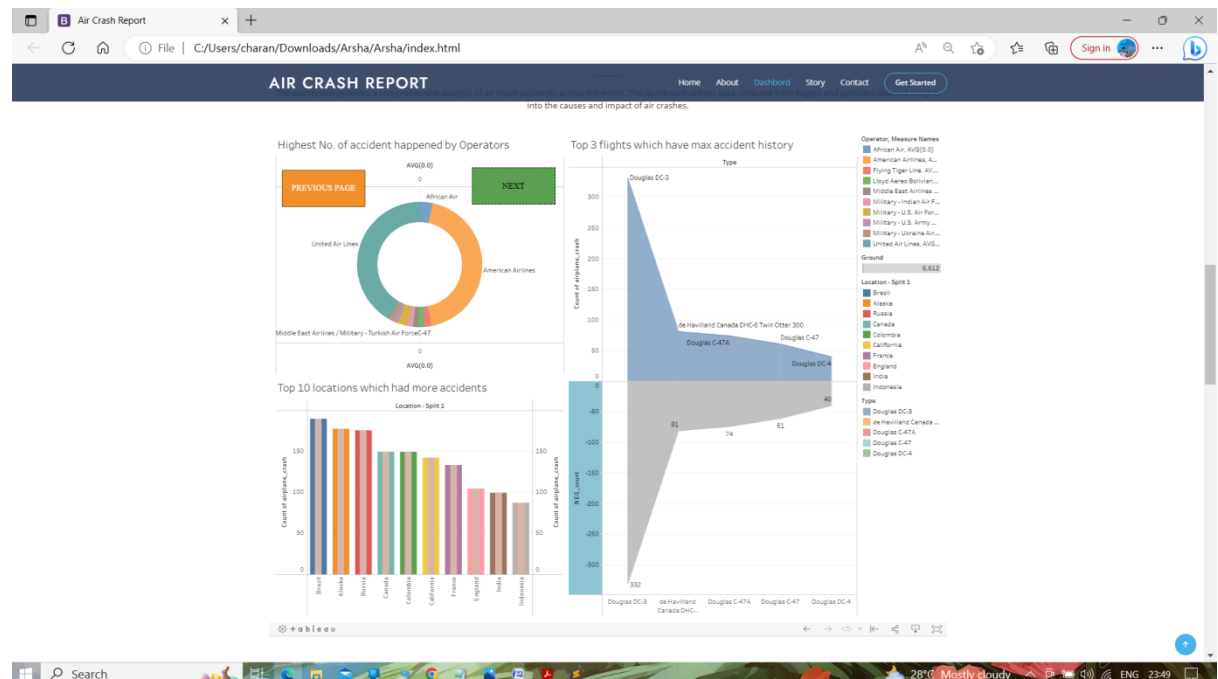 Air Crash Report
File | C:/Users/charan/Downloads/Arsha/Arsha/index.html
Sign in
AIR CRASH REPORT
Home About Dashbord Story Contact Get Started
into the causes and impact of air crashes.
Highest No. of accident happened by Operators
AVG(0.0)
0
PREVIOUS PAGE
NEXT
African Air
United Air Lines
American Airlines
Middle East Airlines / Military - Turkish Air ForceC-47
0
AVG(0.0)
Top 3 flights which have max accident history
Type
Count of airplane_crash
300
250
200
150
100
50
0
Douglas DC-3
de Havilland Canada DHC-6 Twin Otter 300
Douglas C-47A
Douglas C-47
Douglas DC-4
NEG_count
0
-50
-100
-150
-200
-250
-300
40
81
74
61
332
Douglas DC-3
de Havilland
Canada DHC-..
Douglas C-47A
Douglas C-47
Douglas DC-4
Operator, Measure Names
African Air, AVG(0.0)
American Airlines, A...
Flying Tiger Line, AV...
Lloyd Aereo Bolivian...
Middle East Airlines ...
Military - Indian Air F...
Military - U.S. Air For...
Military - U.S. Army ...
Military - Ukraine Air...
United Air Lines, AVG...
Ground
6,612
Location - Split 1
Brazil
Alaska
Russia
Canada
Colombia
California
France
England
India
Indonesia
Type
Douglas DC-3
de Havilland Canada ...
Douglas C-47A
Douglas C-47
Douglas DC-4
Top 10 locations which had more accidents
Location - Split 1
Count of airplane_crash
150
100
50
0
150
100
50
0
Count of airplane_crash
Brazil
Alaska
Russia
Canada
Colombia
California
France
England
India
Indonesia
+ableau
Search
28°C Mostly cloudy
ENG 23:49